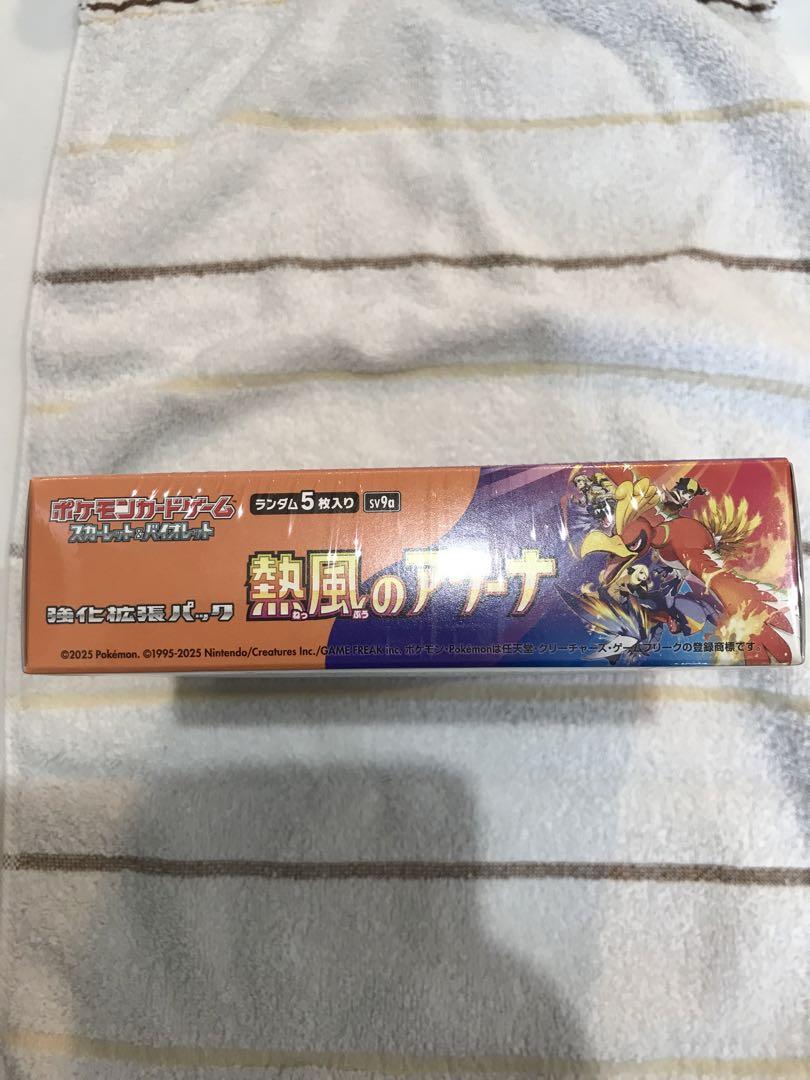 ポケモンカードゲーム
スカーレット&バイオレット
ランダム5枚入り
sv9a
強化拡張パック
熱風のアリーナ
ねっ ぷう
©2025 Pokémon. ©1995-2025 Nintendo/Creatures Inc./GAME FREAK inc. ポケモン・Pokémonは任天堂・クリーチャーズ・ゲームフリークの登録商標です。